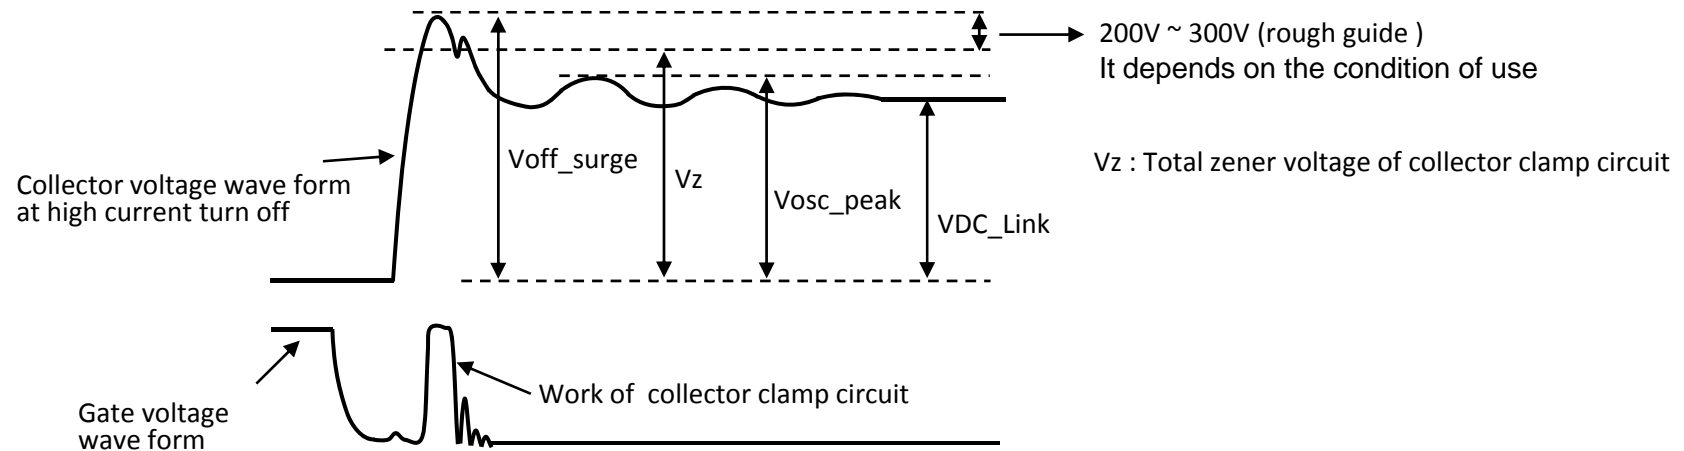 200V ~ 300V (rough guide )
It depends on the condition of use
Voff_surge
Vz
Vosc_peak
VDC_Link
Vz : Total zener voltage of collector clamp circuit
Collector voltage wave form
at high current turn off
Work of collector clamp circuit
Gate voltage
wave form